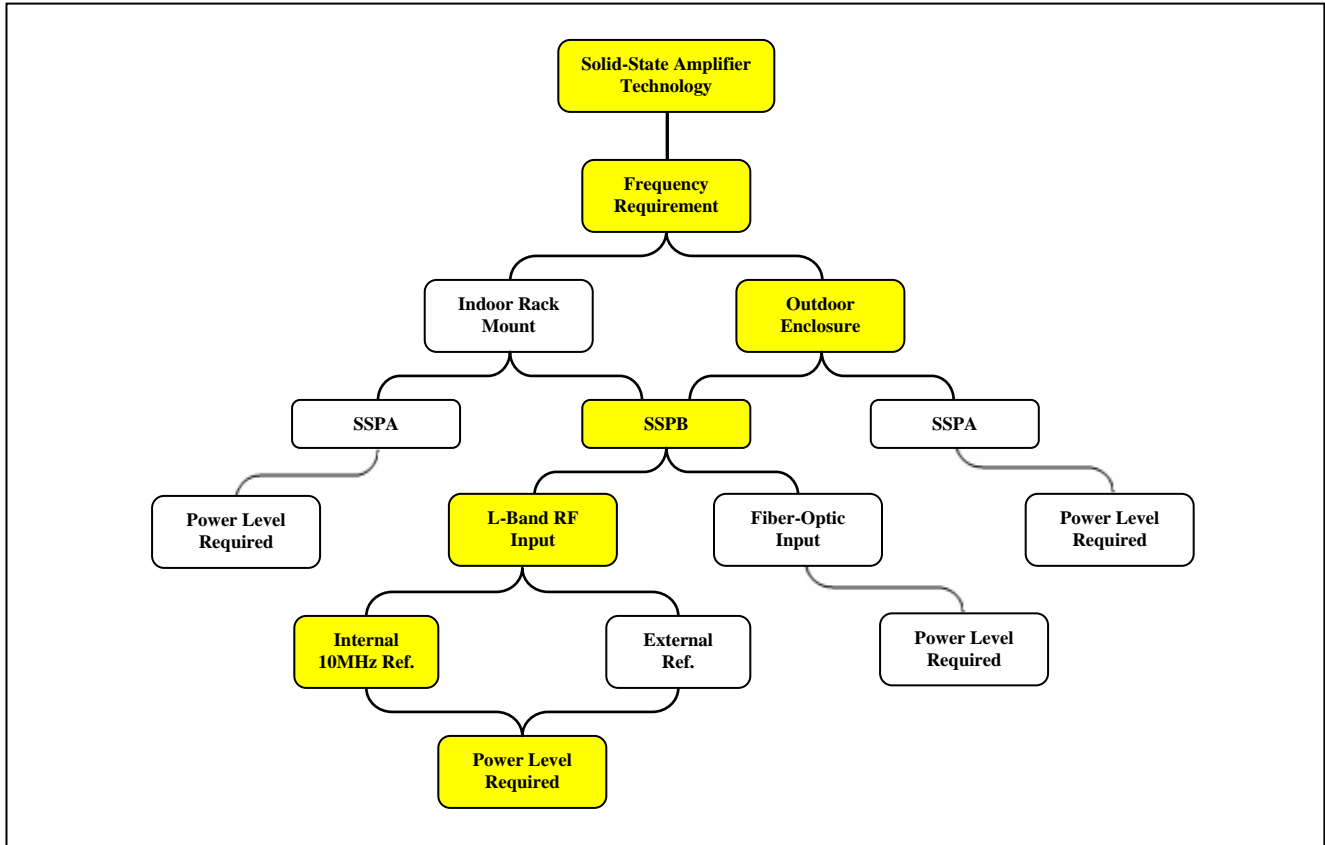 Solid-State Amplifier
Technology
Frequency
Requirement
Indoor Rack
Mount
Outdoor
Enclosure
SSPA
SSPB
SSPA
Power Level
Required
L-Band RF
Input
Fiber-Optic
Input
Power Level
Required
Internal
10MHz Ref.
External
Ref.
Power Level
Required
Power Level
Required